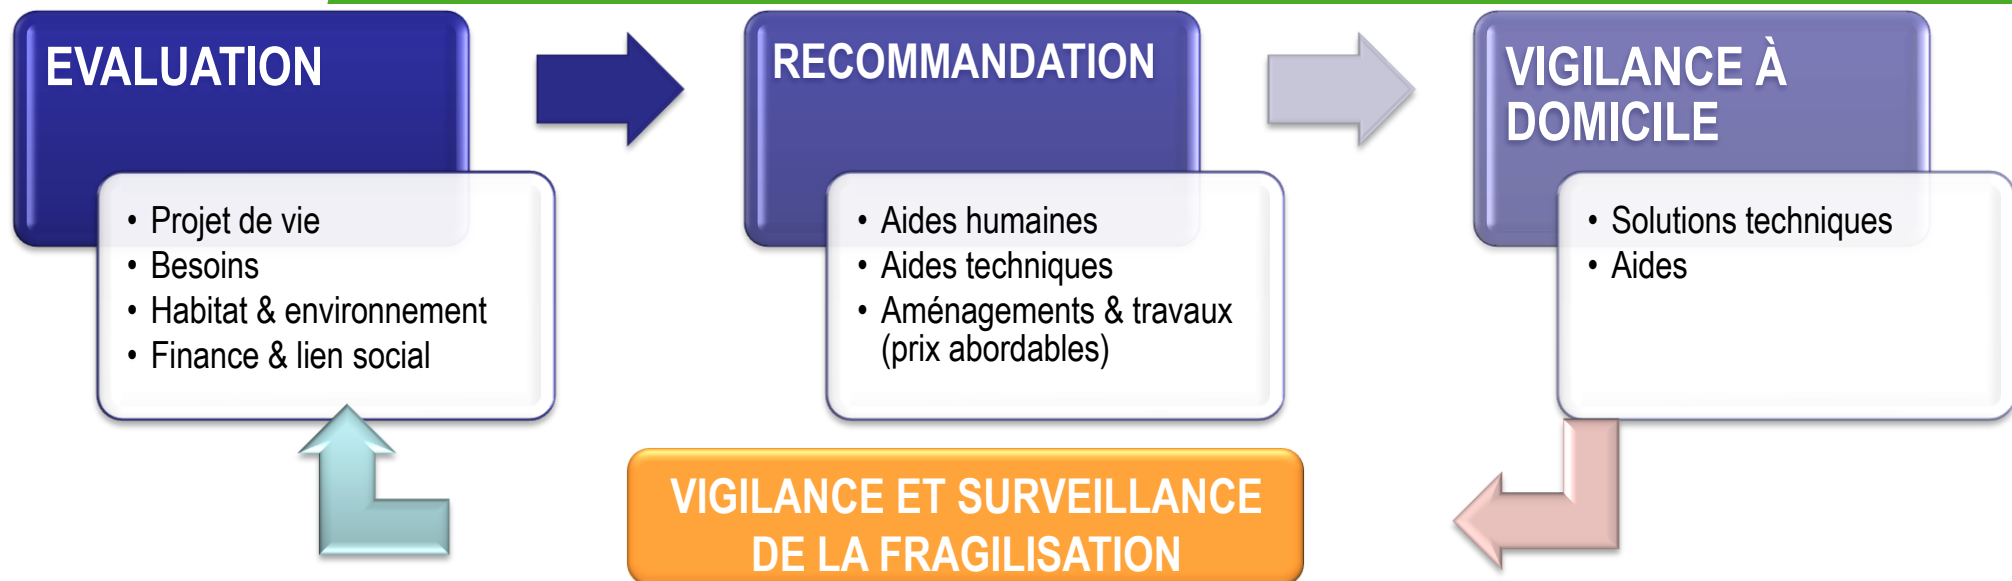 EVALUATION
• Projet de vie
• Besoins
• Habitat & environnement
• Finance & lien social
RECOMMANDATION
• Aides humaines
• Aides techniques
• Aménagements & travaux
(prix abordables)
VIGILANCE À
DOMICILE
• Solutions techniques
• Aides
VIGILANCE ET SURVEILLANCE
DE LA FRAGILISATION